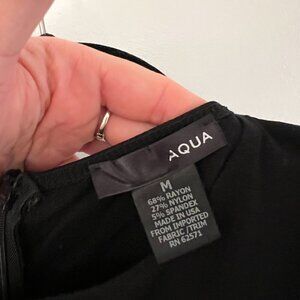 AQUA
M
68% RAYON
27% NYLON
5% SPANDEX
MADE IN USA
FROM IMPORTED
FABRIC / TRIM
RN 62571